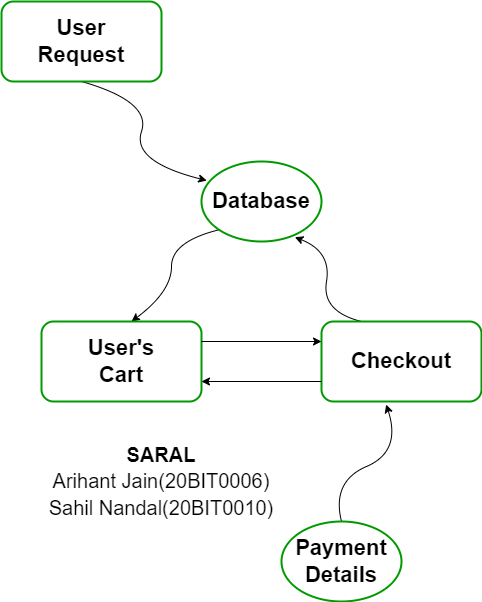 User
Request
Database
User's
Cart
Checkout
SARAL
Arihant Jain(20BIT0006)
Sahil Nandal(20BIT0010)
Payment
Details